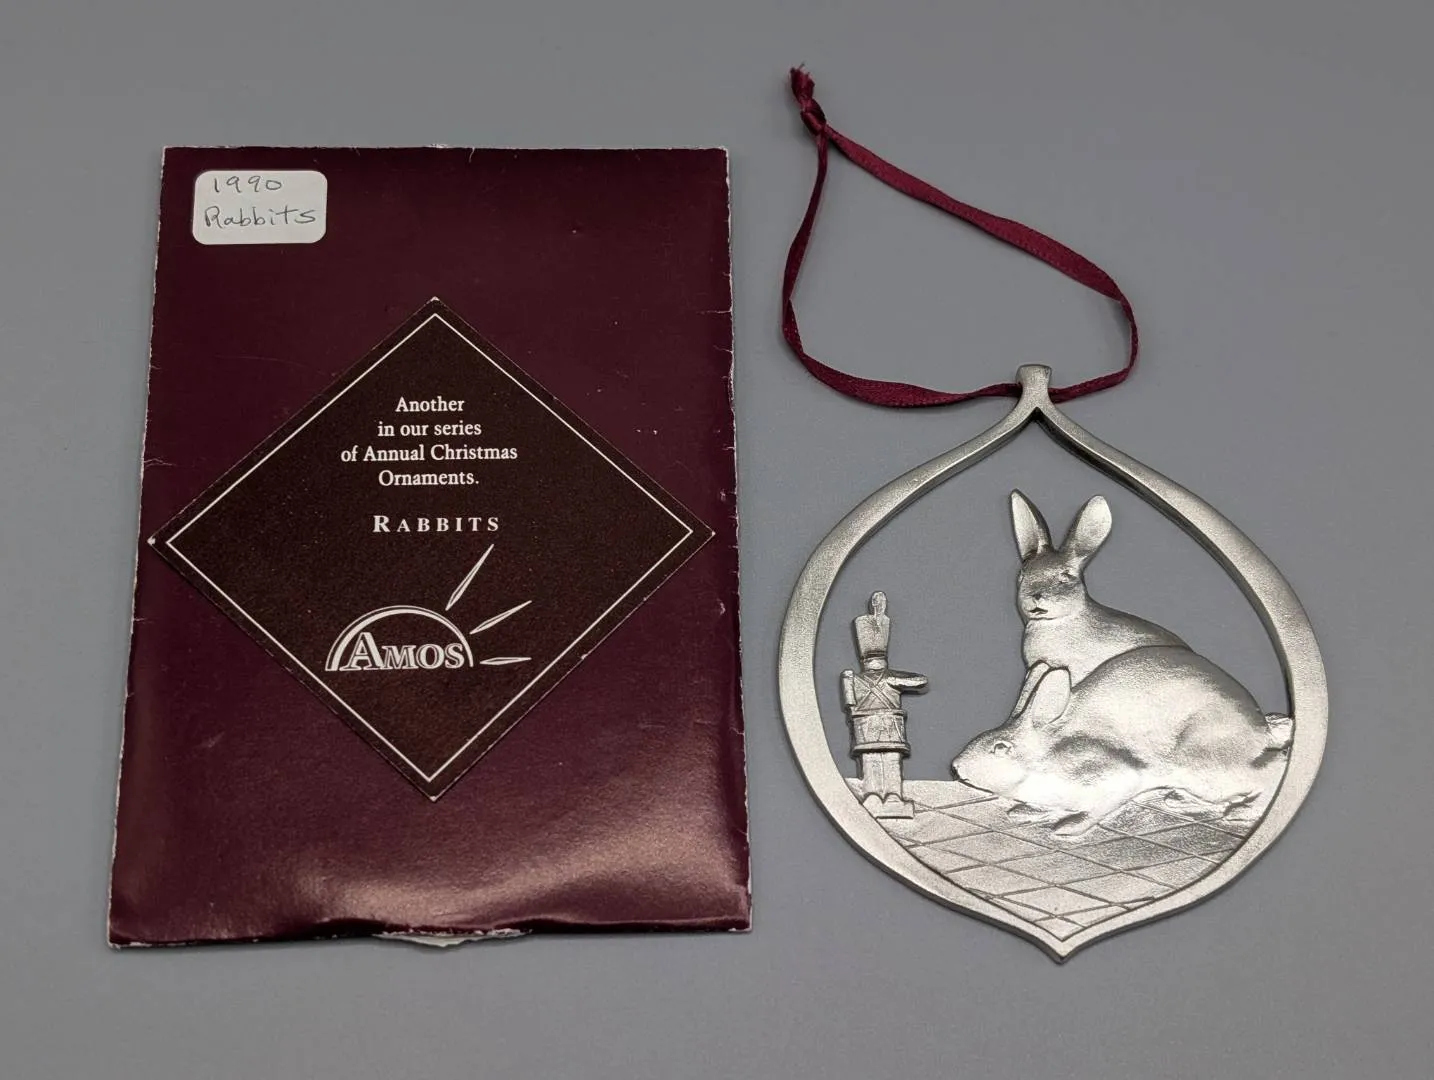 1990
Rabbits
Another
in our series
of Annual Christmas
Ornaments.
RABBITS
AMOS